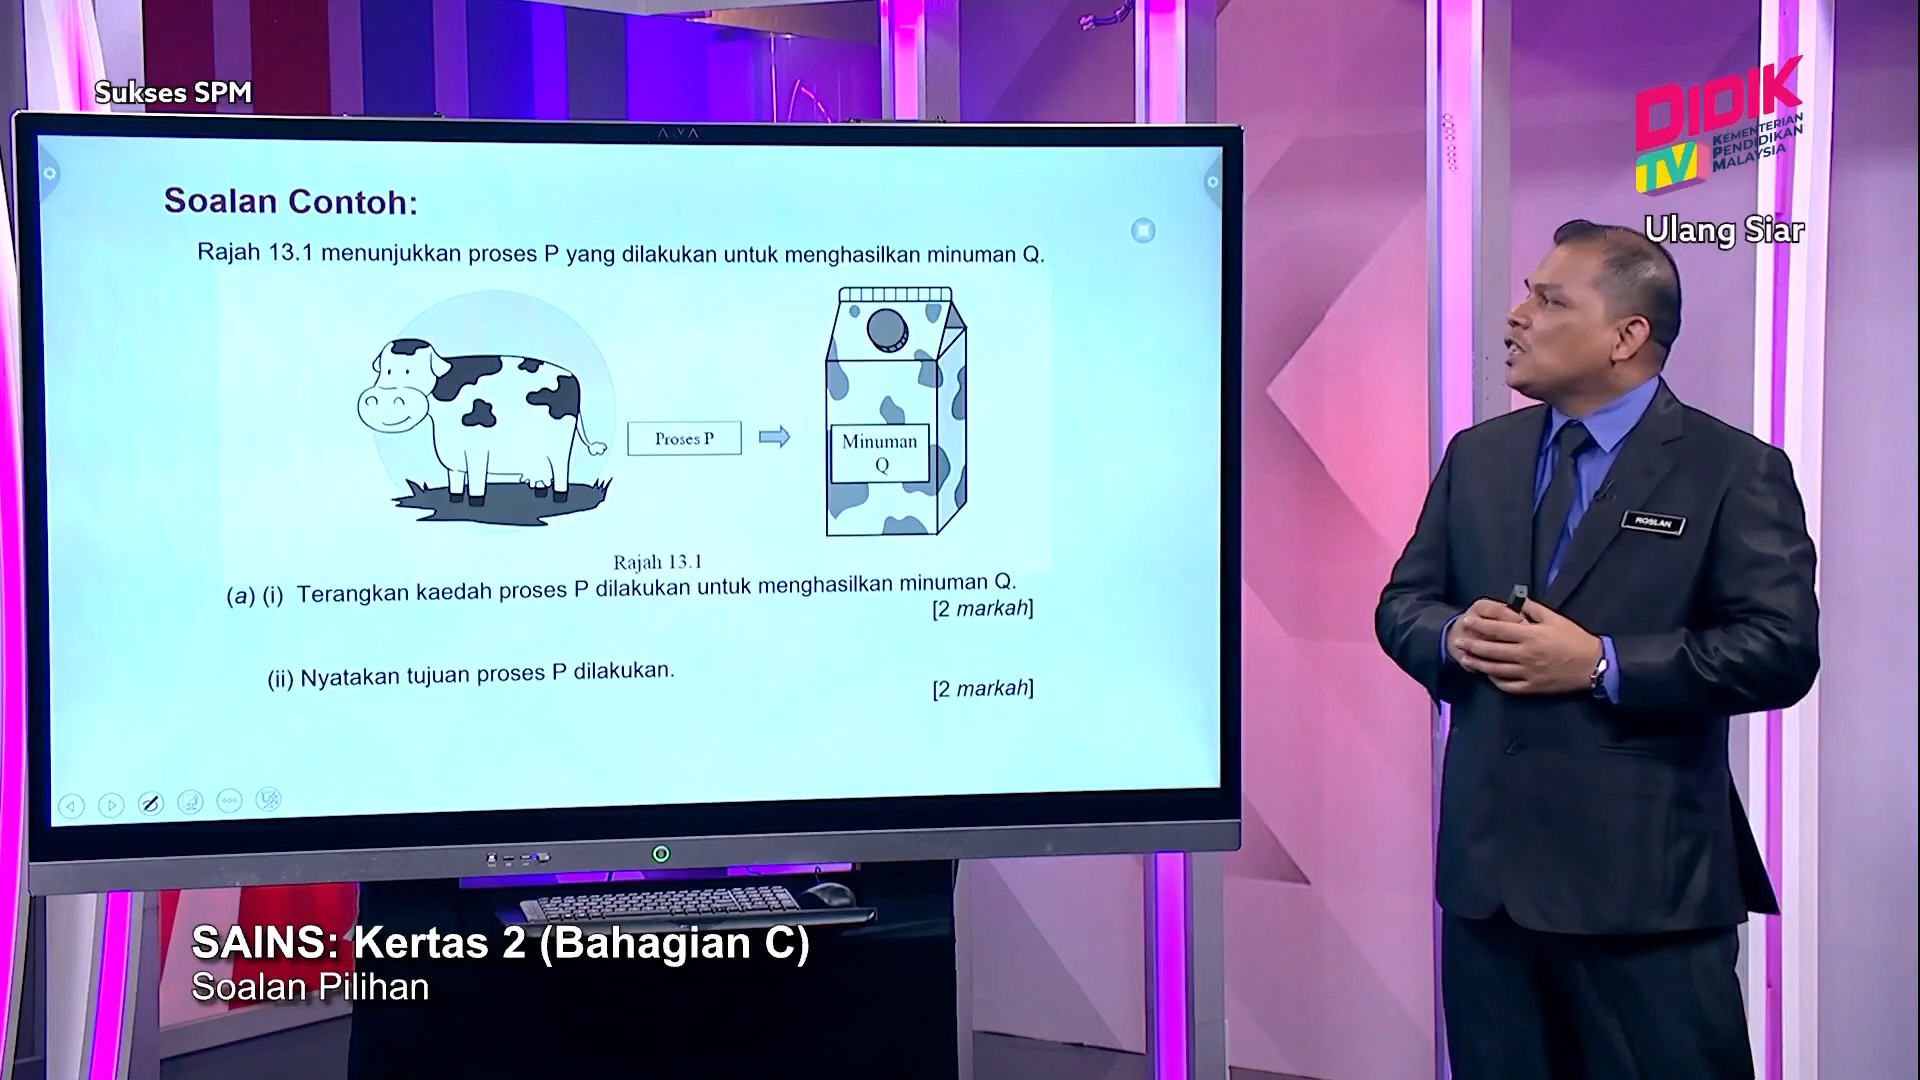 Sukses SPM
DIDIK
TV
KEMENTERIAN
PENDIDIKAN
MALAYSIA
Ulang Siar
Soalan Contoh:
Rajah 13.1 menunjukkan proses P yang dilakukan untuk menghasilkan minuman Q.
Proses P
Minuman
Q
Rajah 13.1
(a) (i) Terangkan kaedah proses P dilakukan untuk menghasilkan minuman Q.
[2 markah]
(ii) Nyatakan tujuan proses P dilakukan.
[2 markah]
ROSLAN
SAINS: Kertas 2 (Bahagian C)
Soalan Pilihan